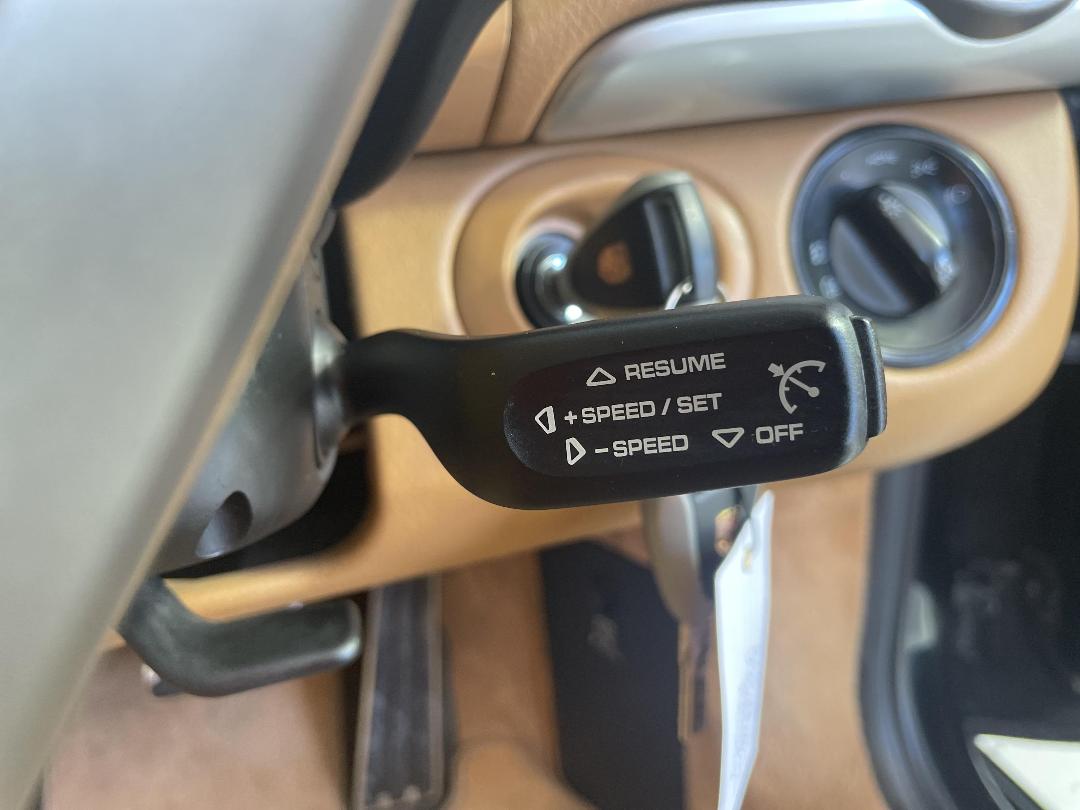 RESUME
+SPEED / SET
-SPEED OFF